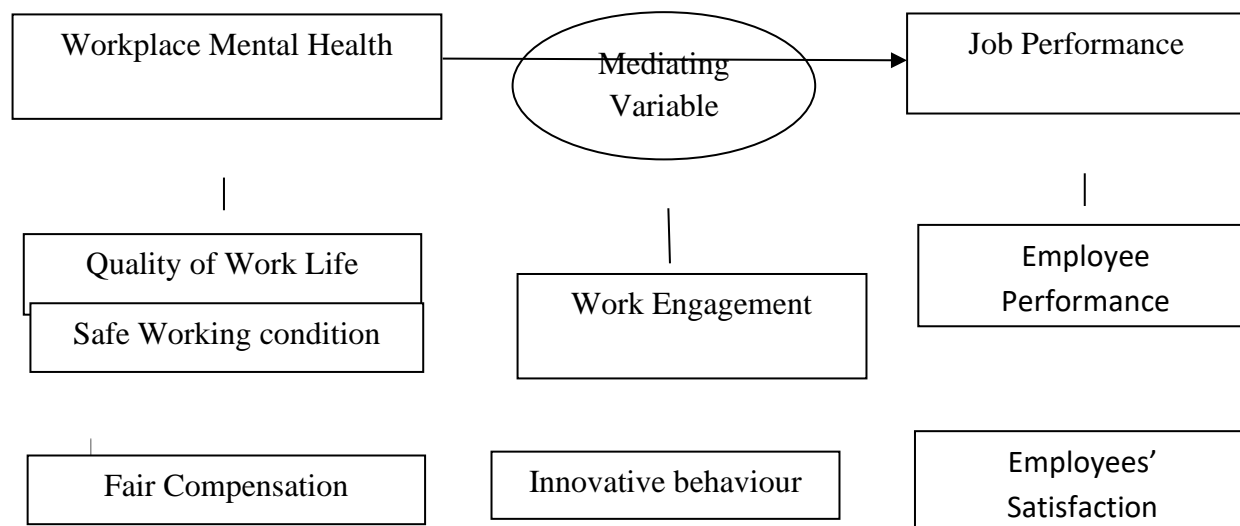 Workplace Mental Health
Mediating
Variable
Job Performance
Quality of Work Life
Safe Working condition
Work Engagement
Employee
Performance
Fair Compensation
Innovative behaviour
Employees’
Satisfaction